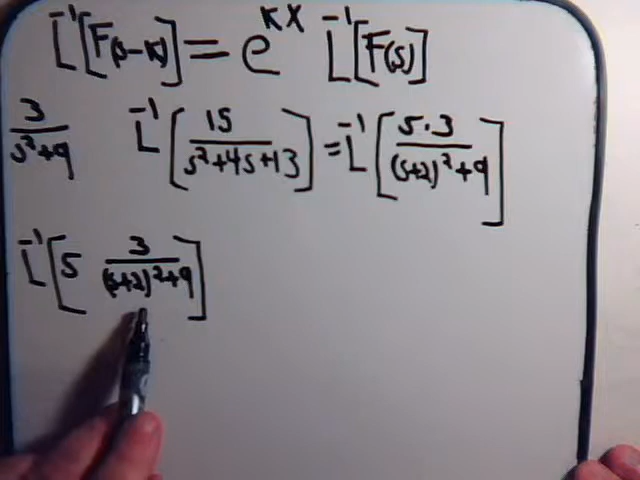 L⁻¹[F(s-k)] = e^kx L⁻¹[F(s)]
3/(s²+9) L⁻¹[15/(s²+4s+13)] = L⁻¹[5·3/((s+2)²+9)]
L⁻¹[5 3/((s+2)²+9)]